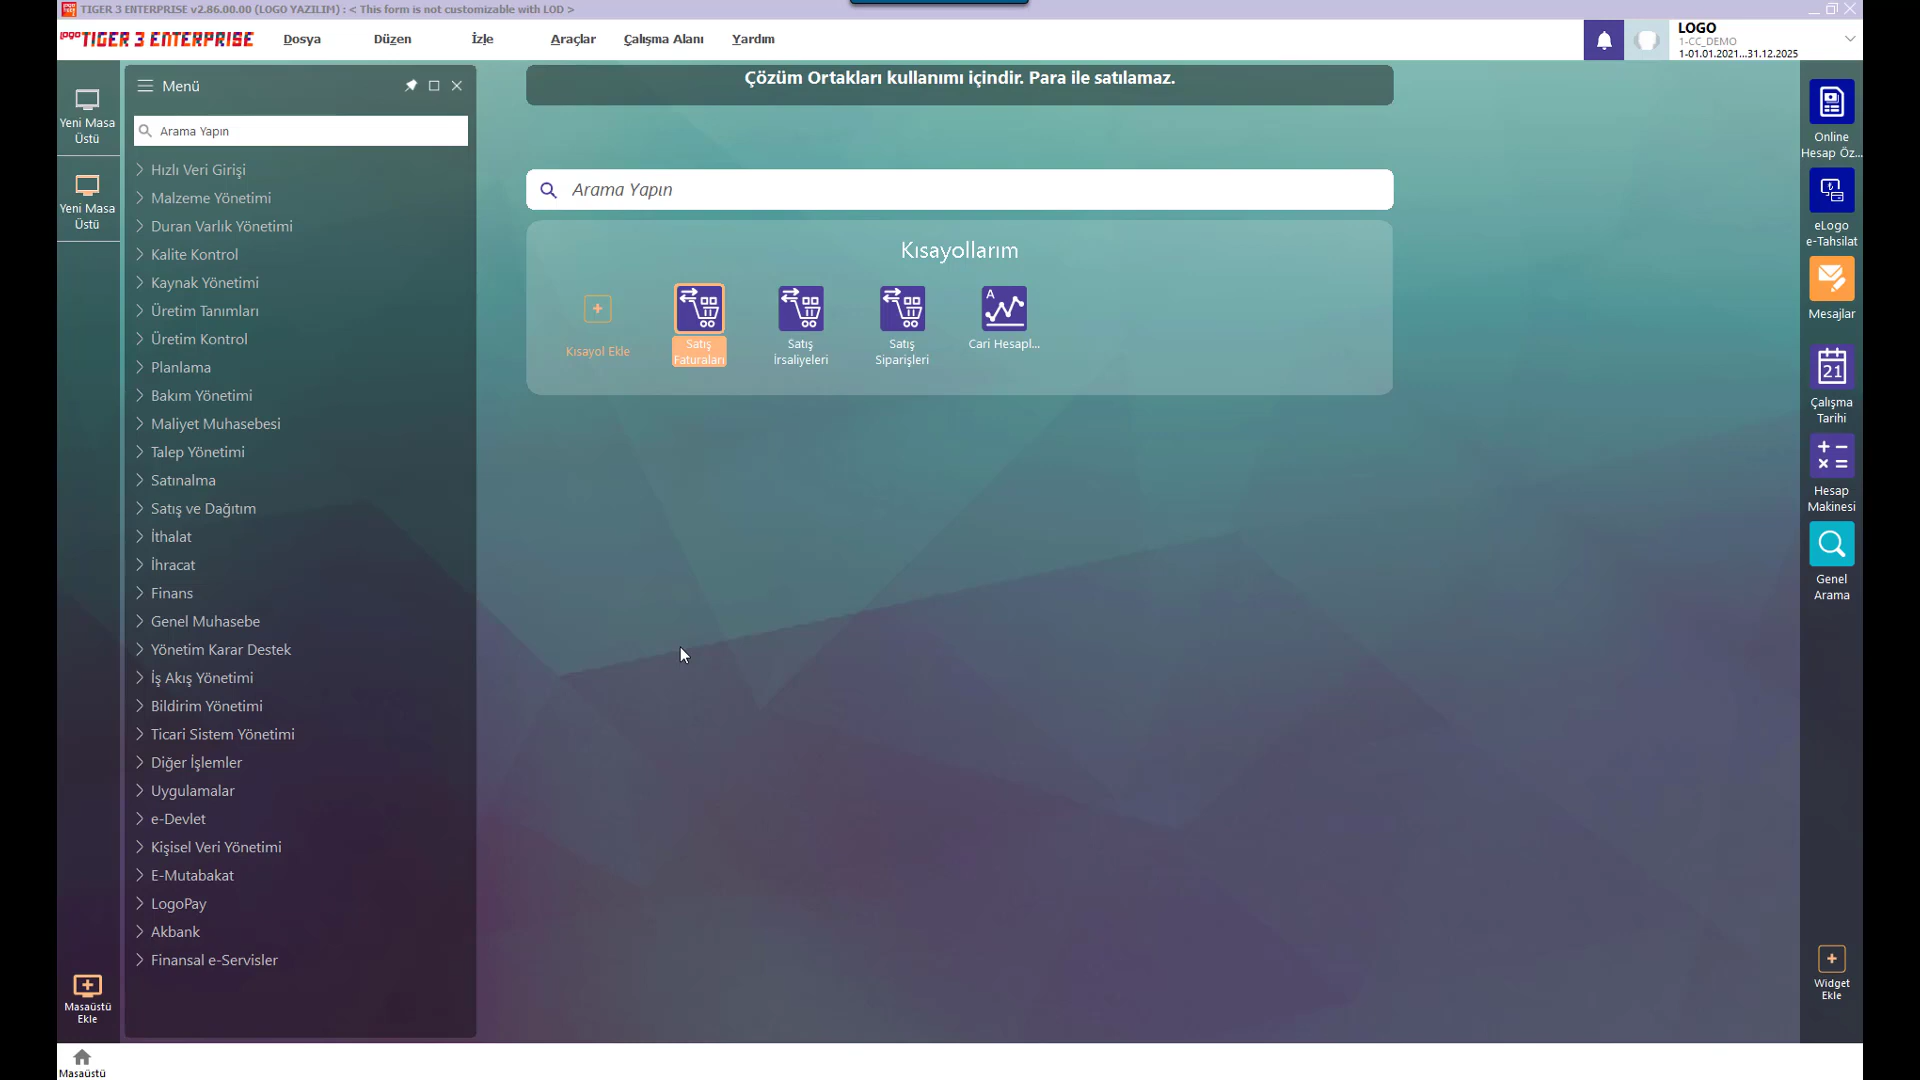 TIGER 3 ENTERPRISE v2.86.00.00 (LOGO YAZILIM) : < This form is not customizable with LOD >
LOGO TIGER 3 ENTERPRISE
Dosya
Düzen
İzle
Araçlar
Çalışma Alanı
Yardım
LOGO
1-CC_DEMO
1-01.01.2021...31.12.2025
Yeni Masa
Üstü
Yeni Masa
Üstü
Masaüstü
Ekle
Menü
Arama Yapın
Hızlı Veri Girişi
Malzeme Yönetimi
Duran Varlık Yönetimi
Kalite Kontrol
Kaynak Yönetimi
Üretim Tanımları
Üretim Kontrol
Planlama
Bakım Yönetimi
Maliyet Muhasebesi
Talep Yönetimi
Satınalma
Satış ve Dağıtım
İthalat
İhracat
Finans
Genel Muhasebe
Yönetim Karar Destek
İş Akış Yönetimi
Bildirim Yönetimi
Ticari Sistem Yönetimi
Diğer İşlemler
Uygulamalar
e-Devlet
Kişisel Veri Yönetimi
E-Mutabakat
LogoPay
Akbank
Finansal e-Servisler
Çözüm Ortakları kullanımı içindir. Para ile satılamaz.
Arama Yapın
Kısayollarım
Kısayol Ekle
Satış
Faturaları
Satış
İrsaliyeleri
Satış
Siparişleri
A
Cari Hesapl...
Online
Hesap Öz...
eLogo
e-Tahsilat
Mesajlar
21
Çalışma
Tarihi
Hesap
Makinesi
Genel
Arama
Widget
Ekle
Masaüstü